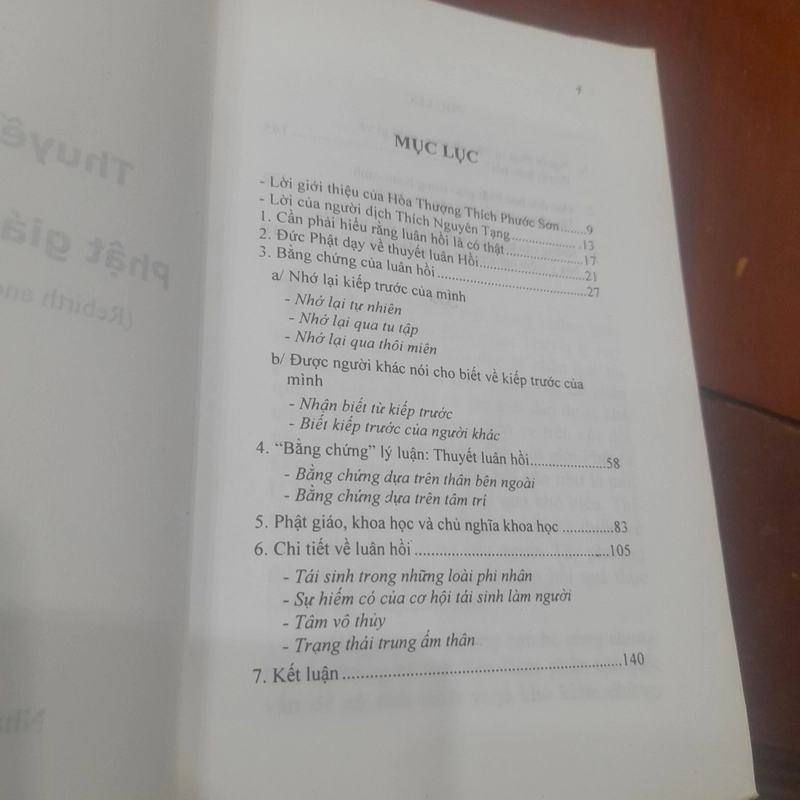 4
MỤC LỤC
- Lời giới thiệu của Hòa Thượng Thích Phước Sơn..........9
- Lời của người dịch Thích Nguyên Tạng..................13
1. Cần phải hiểu rằng luân hồi là có thật..................17
2. Đức Phật dạy về thuyết luân Hồi..................21
3. Bằng chứng của luân hồi..................27
a/ Nhớ lại kiếp trước của mình
- Nhớ lại tự nhiên
- Nhớ lại qua tu tập
- Nhớ lại qua thôi miên
b/ Được người khác nói cho biết về kiếp trước của
mình
- Nhận biết từ kiếp trước
- Biết kiếp trước của người khác
4. “Bằng chứng” lý luận: Thuyết luân hồi..................58
- Bằng chứng dựa trên thân bên ngoài
- Bằng chứng dựa trên tâm trí
5. Phật giáo, khoa học và chủ nghĩa khoa học .............83
6. Chi tiết về luân hồi..................105
- Tái sinh trong những loài phi nhân
- Sự hiếm có của cơ hội tái sinh làm người
- Tâm vô thủy
- Trạng thái trung ấm thân
7. Kết luận..................140